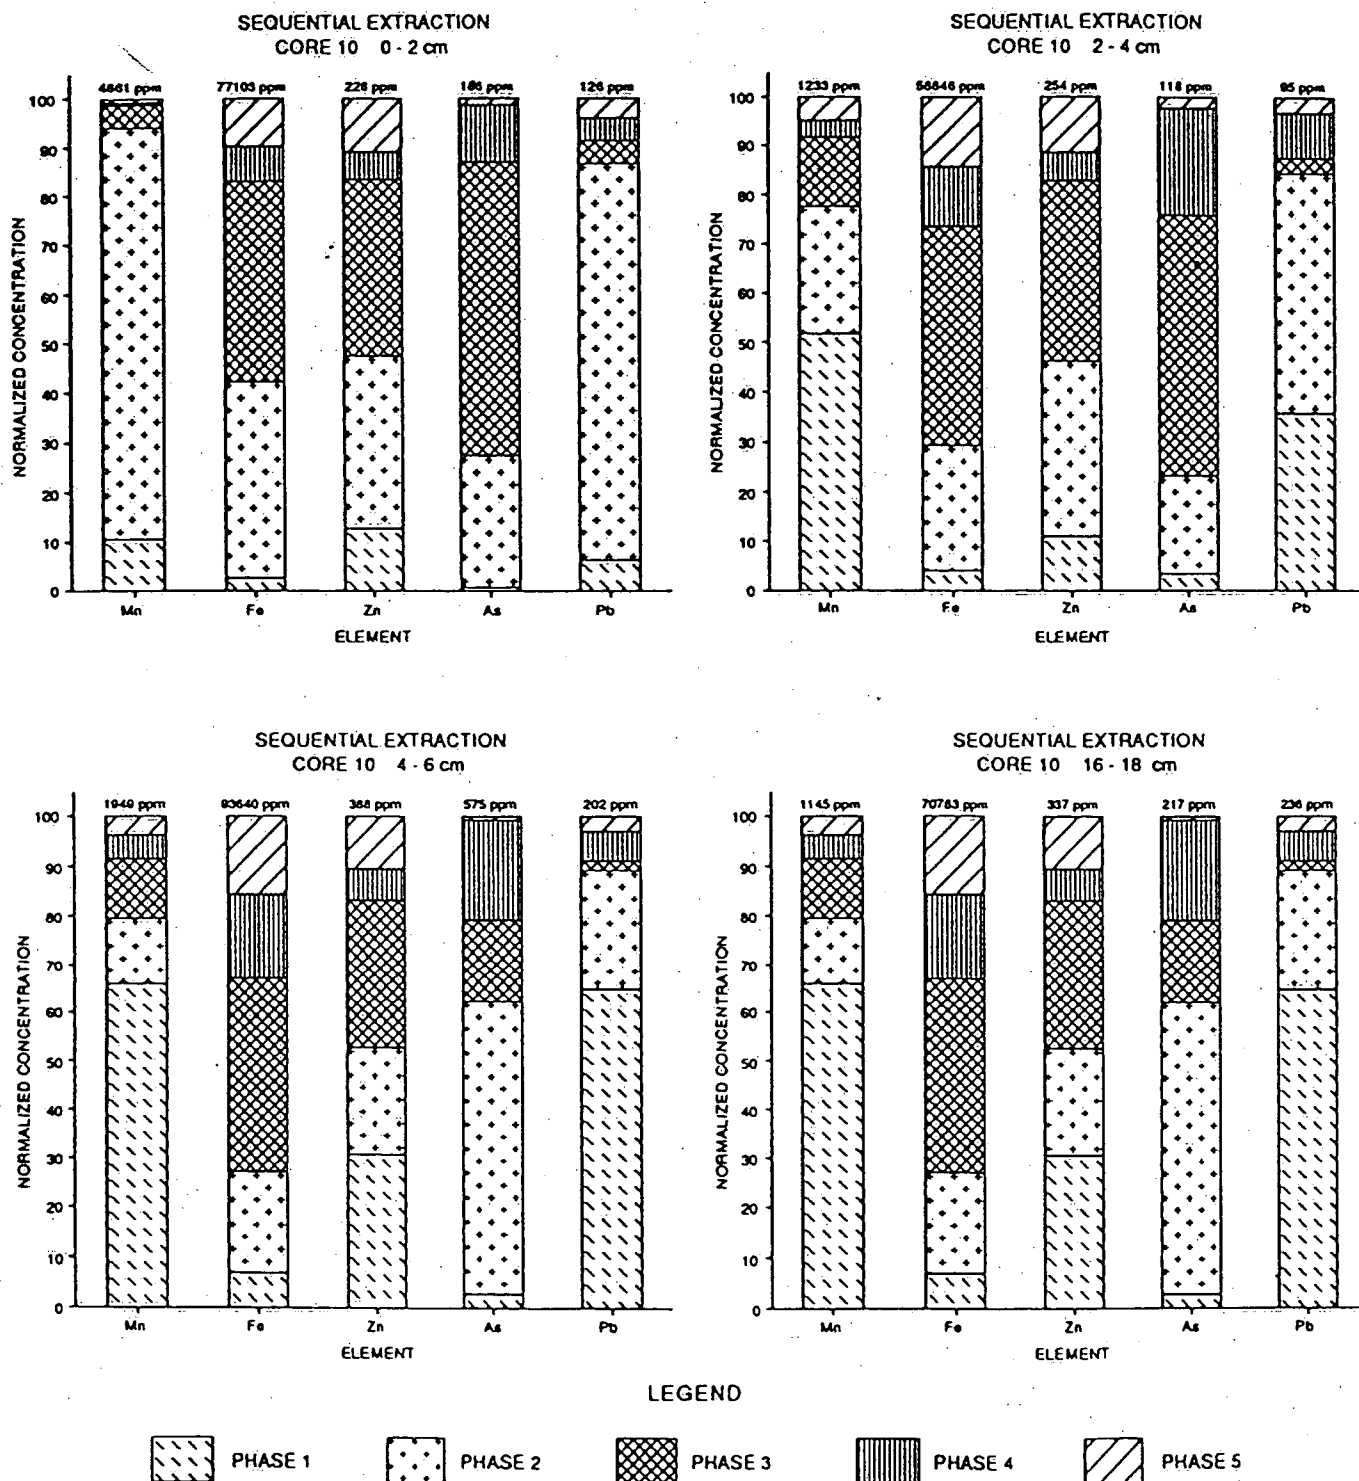 SEQUENTIAL EXTRACTION
CORE 10 0 - 2 cm
4661 ppm 77103 ppm 228 ppm 186 ppm 126 ppm
100
90
80
70
60
50
40
30
20
10
0
NORMALIZED CONCENTRATION
Mn Fe Zn As Pb
ELEMENT
SEQUENTIAL EXTRACTION
CORE 10 2 - 4 cm
1233 ppm 254 ppm 118 ppm 95 ppm
100
90
80
70
60
50
40
30
20
10
0
NORMALIZED CONCENTRATION
Mn Fe Zn As Pb
ELEMENT
SEQUENTIAL EXTRACTION
CORE 10 4 - 6 cm
1949 ppm 93640 ppm 388 ppm 575 ppm 202 ppm
100
90
80
70
60
50
40
30
20
10
0
NORMALIZED CONCENTRATION
Mn Fe Zn As Pb
ELEMENT
SEQUENTIAL EXTRACTION
CORE 10 16 - 18 cm
1145 ppm 70783 ppm 337 ppm 217 ppm 236 ppm
100
90
80
70
60
50
40
30
20
10
0
NORMALIZED CONCENTRATION
Mn Fe Zn As Pb
ELEMENT
LEGEND
PHASE 1 PHASE 2 PHASE 3 PHASE 4 PHASE 5